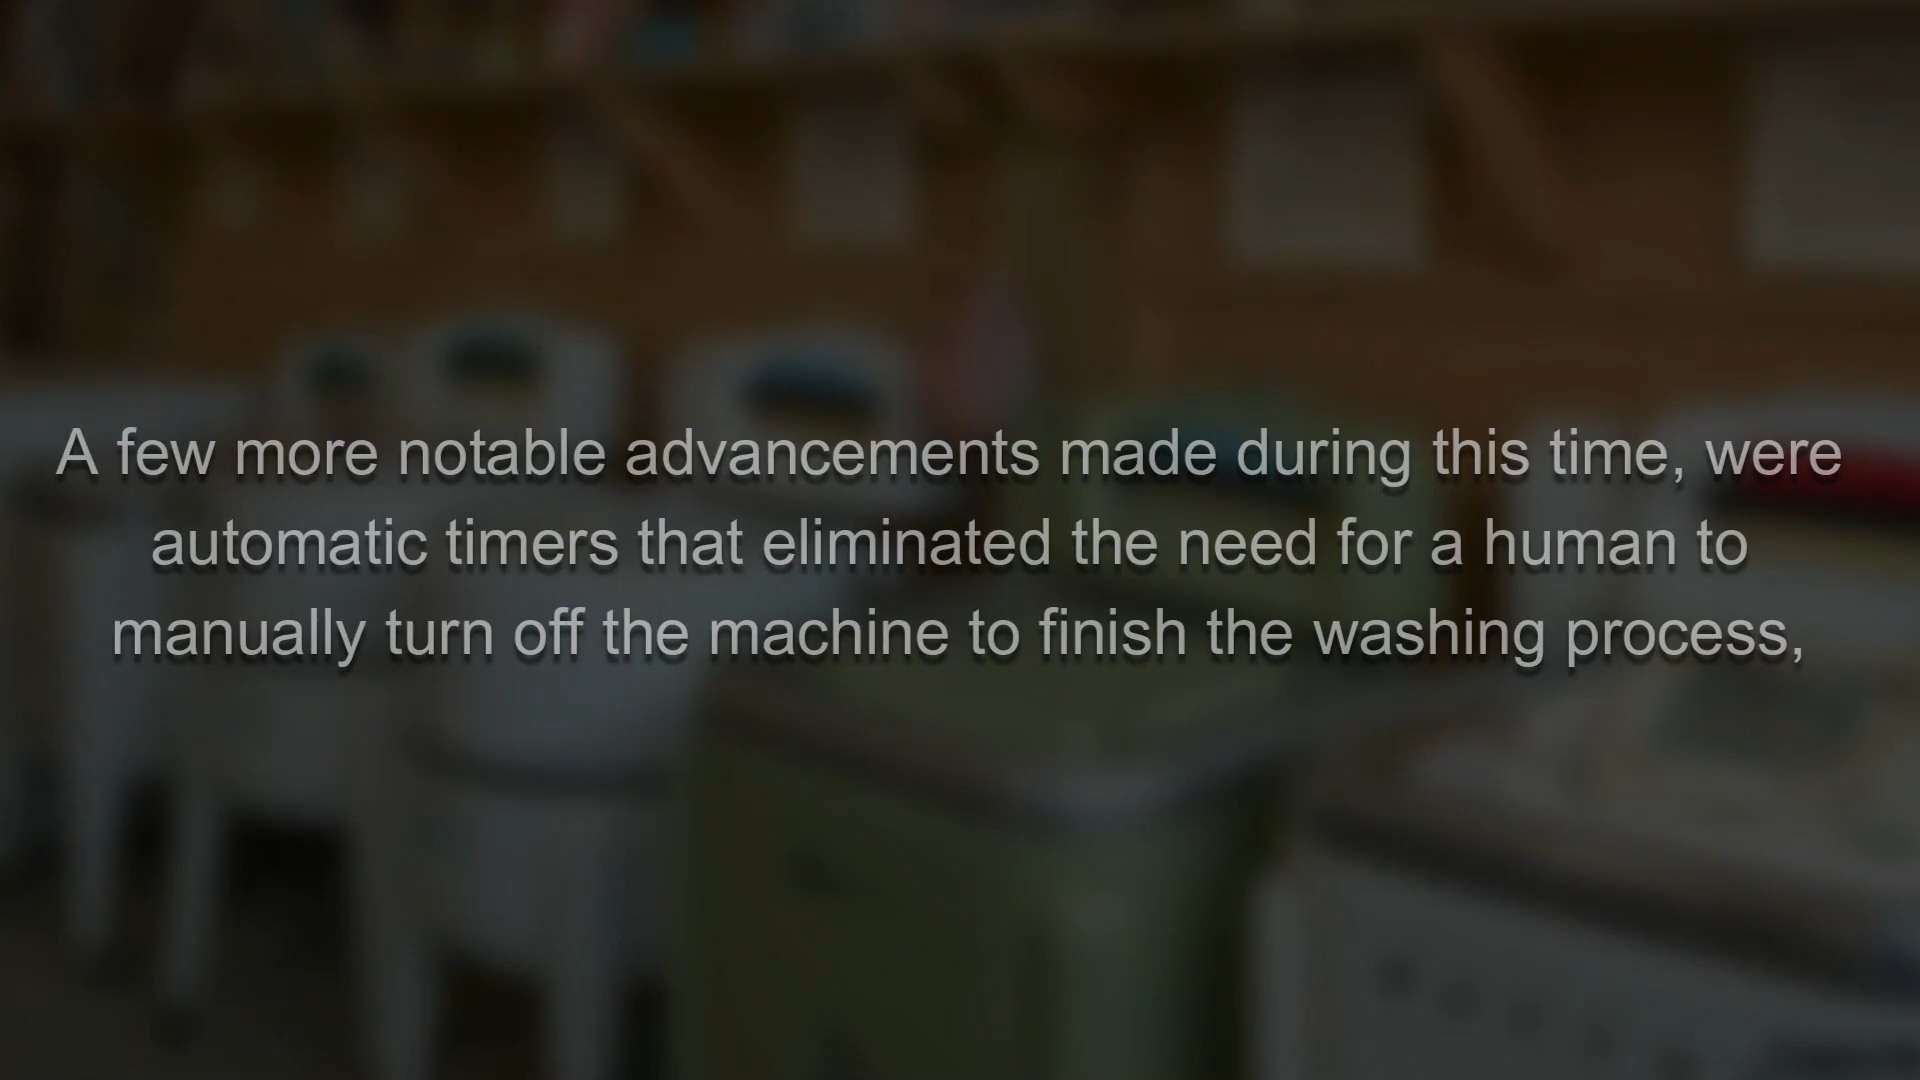 A few more notable advancements made during this time, were
automatic timers that eliminated the need for a human to
manually turn off the machine to finish the washing process,